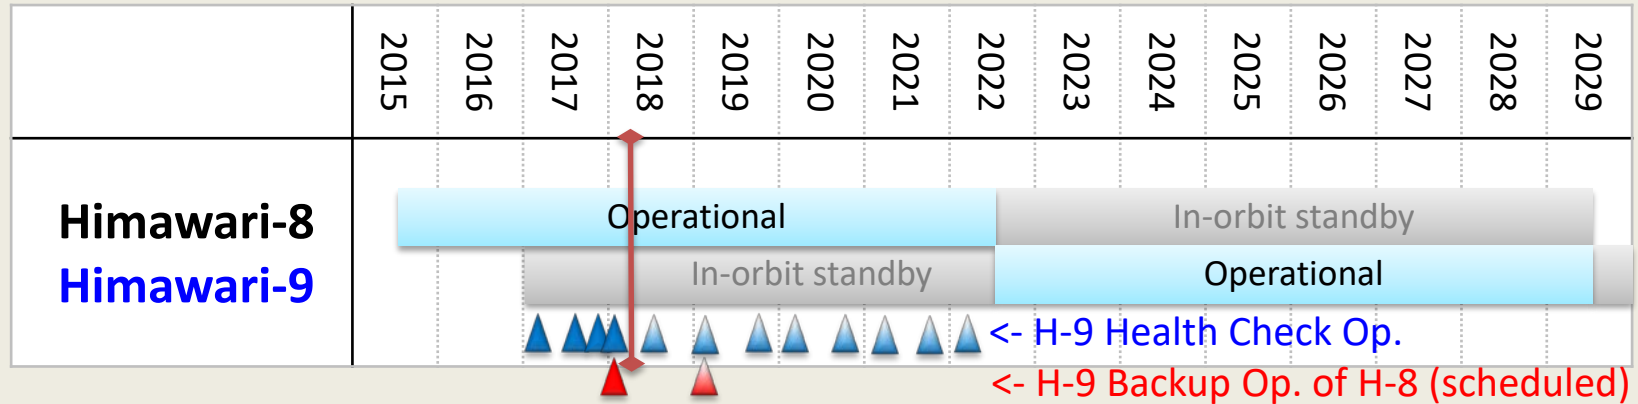 2015 2016 2017 2018 2019 2020 2021 2022 2023 2024 2025 2026 2027 2028 2029
Himawari-8 Operational In-orbit standby
Himawari-9 In-orbit standby Operational
<- H-9 Health Check Op.
<- H-9 Backup Op. of H-8 (scheduled)